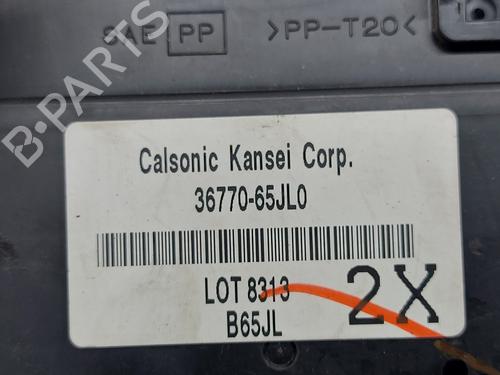 SAE PP >PP-T20<
Calsonic Kansei Corp.
36770-65JL0
LOT 8313
B65JL
2X
B-PARTS